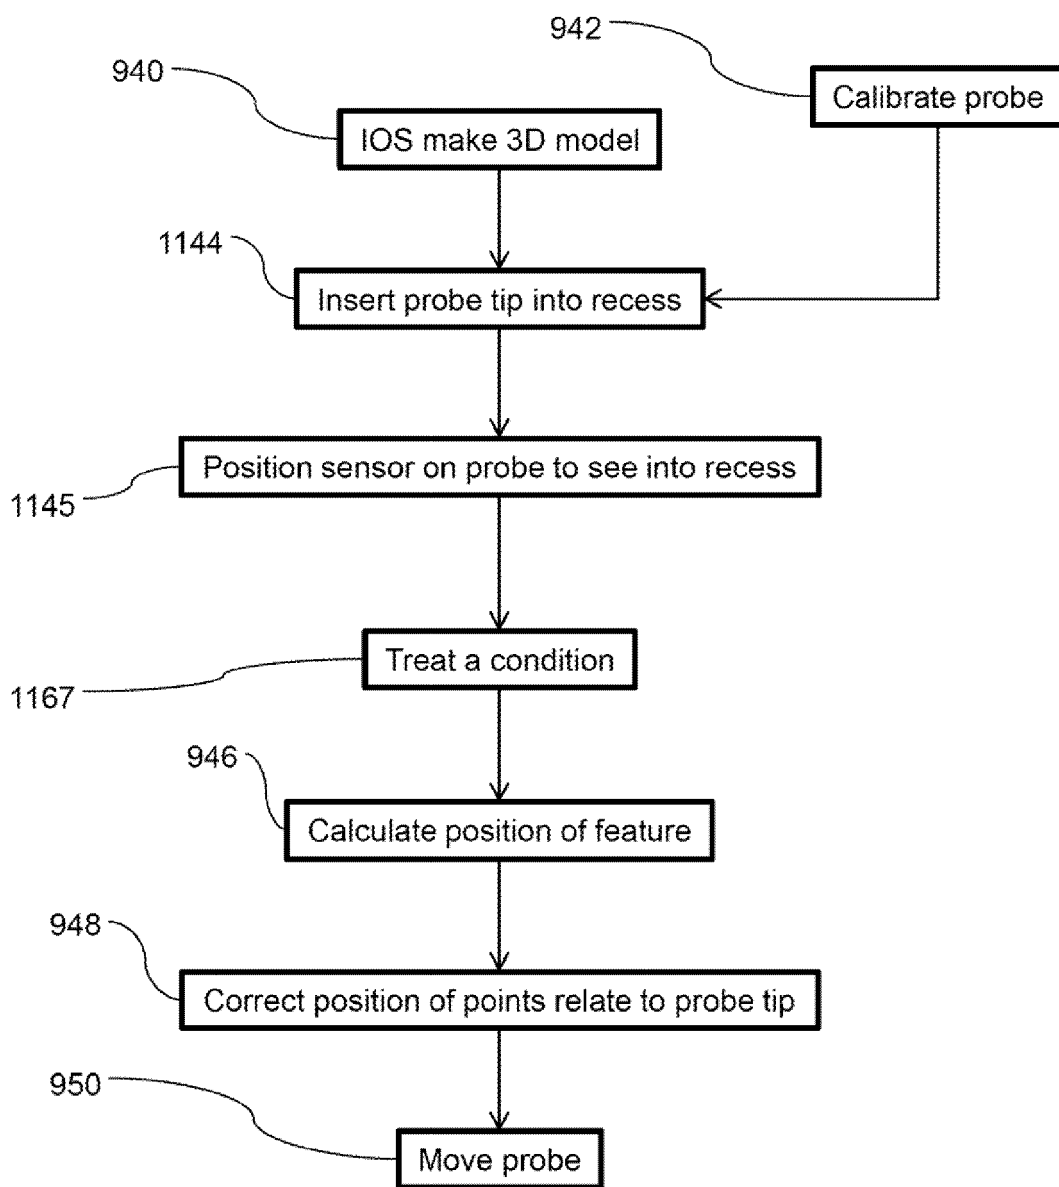 942
Calibrate probe
940
IOS make 3D model
1144
Insert probe tip into recess
Position sensor on probe to see into recess
1145
Treat a condition
1167
946
Calculate position of feature
948
Correct position of points relate to probe tip
950
Move probe